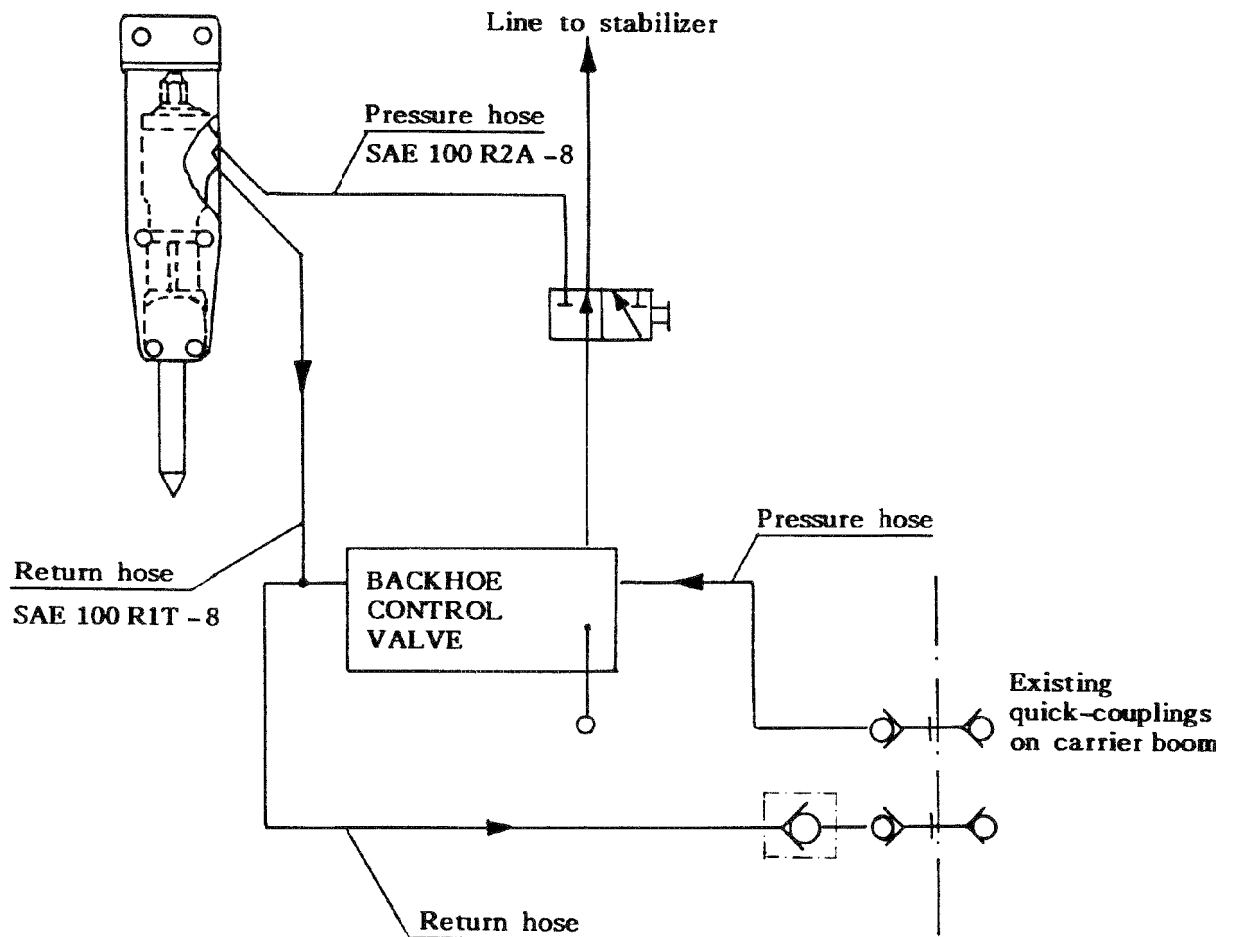 Line to stabilizer
Pressure hose
SAE 100 R2A -8
Pressure hose
Return hose
SAE 100 R1T -8
BACKHOE
CONTROL
VALVE
Existing
quick-couplings
on carrier boom
Return hose